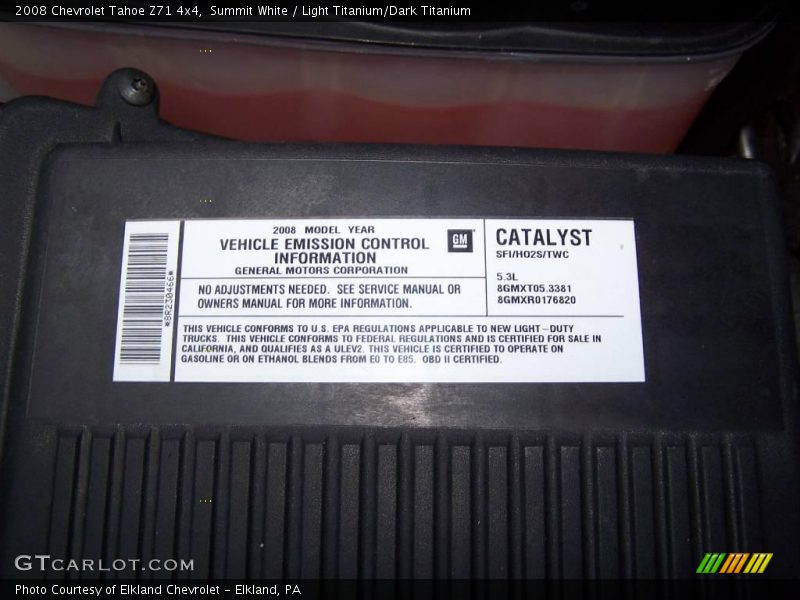 2008 Chevrolet Tahoe Z71 4x4, Summit White / Light Titanium/Dark Titanium
*8R230466*
2008 MODEL YEAR
VEHICLE EMISSION CONTROL
INFORMATION
GENERAL MOTORS CORPORATION
GM
NO ADJUSTMENTS NEEDED. SEE SERVICE MANUAL OR
OWNERS MANUAL FOR MORE INFORMATION.
CATALYST
SFI/HO2S/TWC
5.3L
8GMXT05.3381
8GMXR0176820
THIS VEHICLE CONFORMS TO U.S. EPA REGULATIONS APPLICABLE TO NEW LIGHT-DUTY
TRUCKS. THIS VEHICLE CONFORMS TO FEDERAL REGULATIONS AND IS CERTIFIED FOR SALE IN
CALIFORNIA, AND QUALIFIES AS A ULEV2. THIS VEHICLE IS CERTIFIED TO OPERATE ON
GASOLINE OR ON ETHANOL BLENDS FROM E0 TO E85. OBD II CERTIFIED.
GTCARLOT.COM
Photo Courtesy of Elkland Chevrolet - Elkland, PA